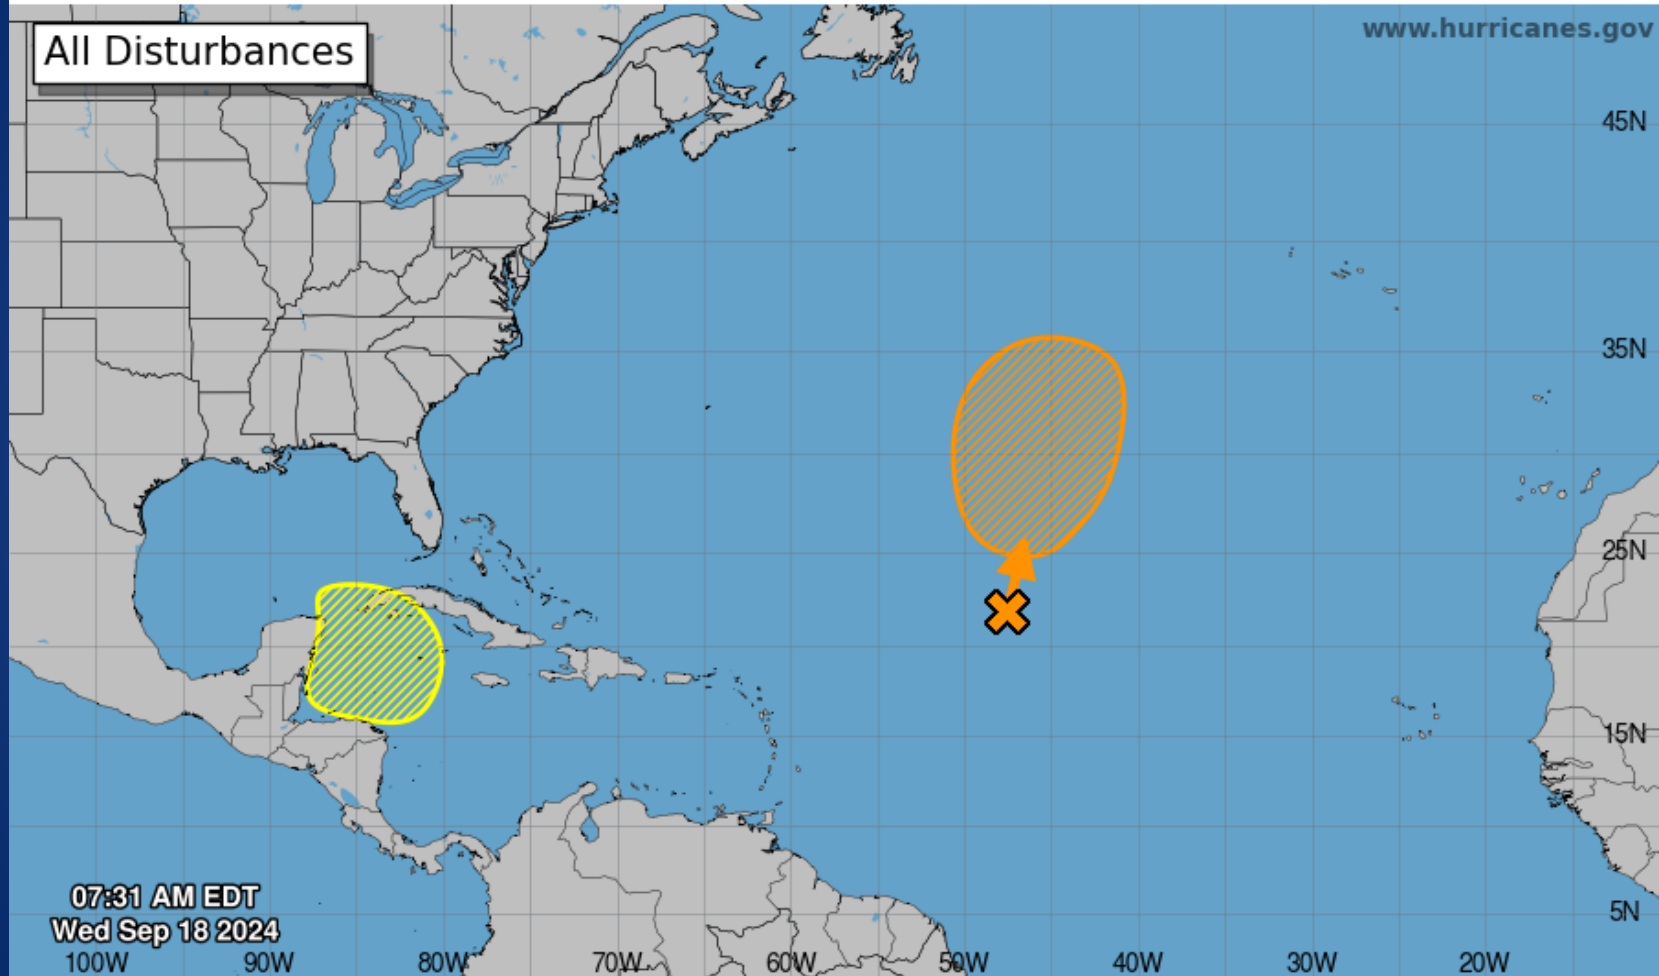 All Disturbances
www.hurricanes.gov
45N
35N
25N
15N
5N
07:31 AM EDT
Wed Sep 18 2024
100W 90W 80W 70W 60W 50W 40W 30W 20W